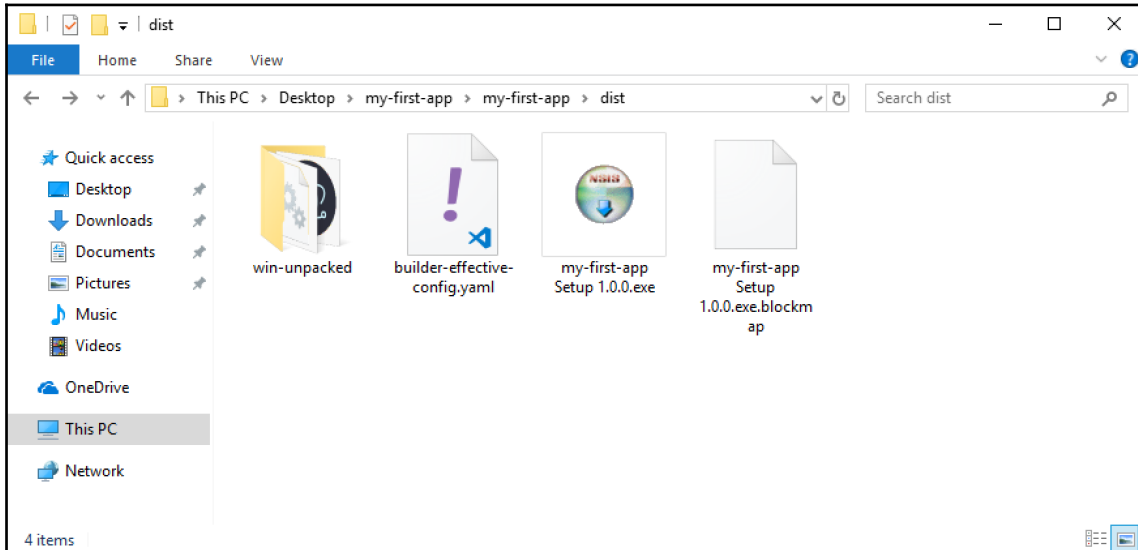 dist
File Home Share View
This PC > Desktop > my-first-app > my-first-app > dist
Search dist
Quick access
Desktop
Downloads
Documents
Pictures
Music
Videos
OneDrive
This PC
Network
win-unpacked
builder-effective-
config.yaml
NSIS
my-first-app
Setup 1.0.0.exe
my-first-app
Setup
1.0.0.exe.blockm
ap
4 items